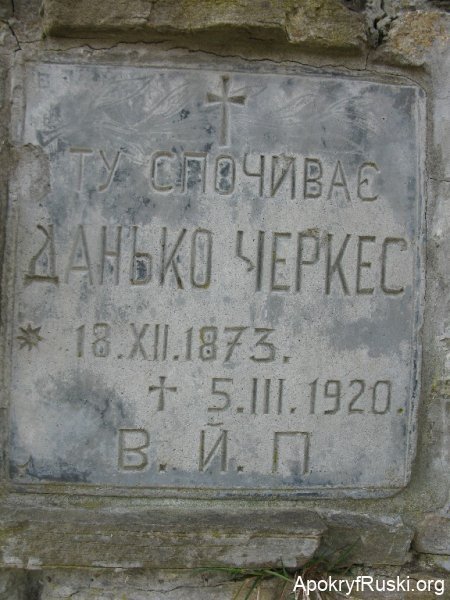 ТУ СПОЧИВАЄ
ДАНЬКО ЧЕРКЕС
* 18.XII.1873.
† 5.III.1920.
В. Й. П
ApokryfRuski.org